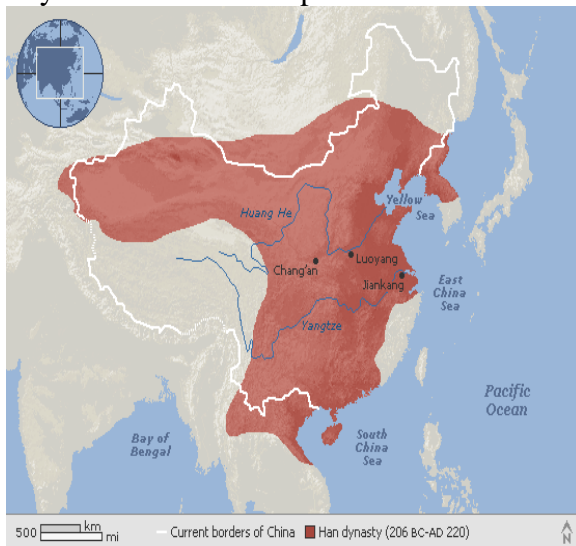 Huang He
Yellow
Sea
Luoyang
Chang'an
Jiankang
East
China
Sea
Yangtze
Pacific
Ocean
Bay of
Bengal
South
China
Sea
500 km
mi
Current borders of China
Han dynasty (206 BC-AD 220)
N